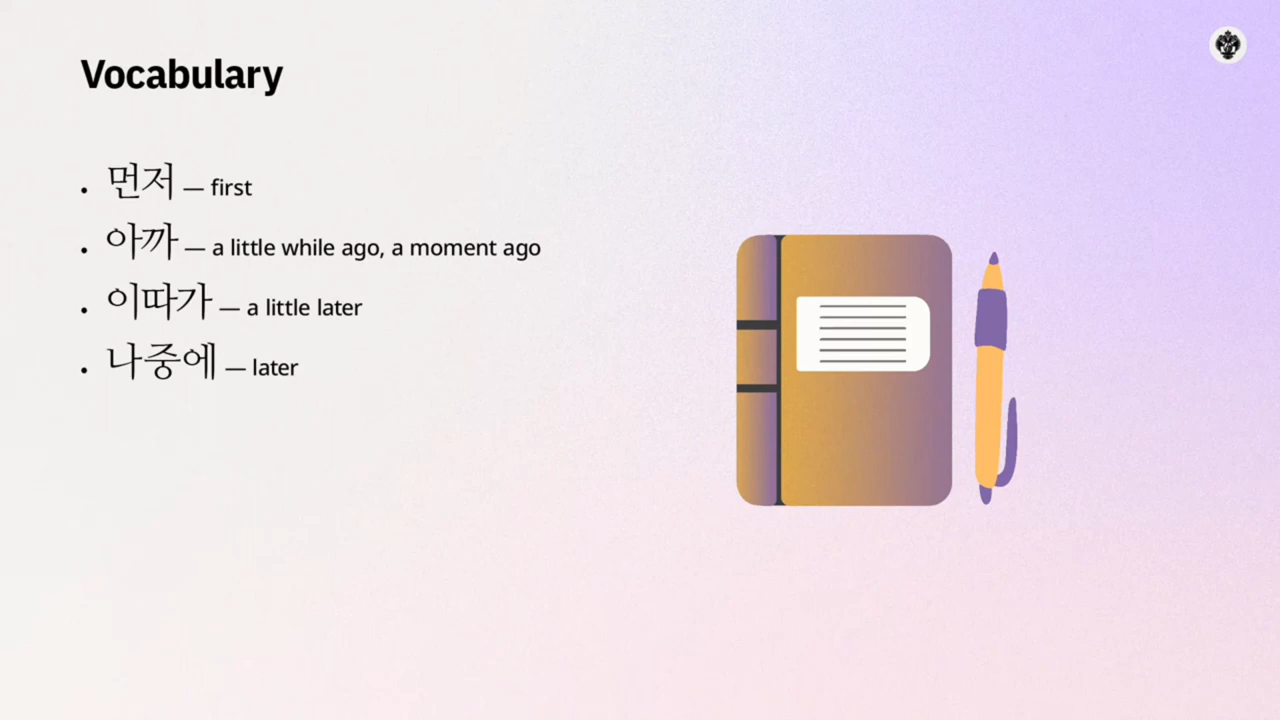 Vocabulary
• 먼저 — first
• 아까 — a little while ago, a moment ago
• 이따가 — a little later
• 나중에 — later